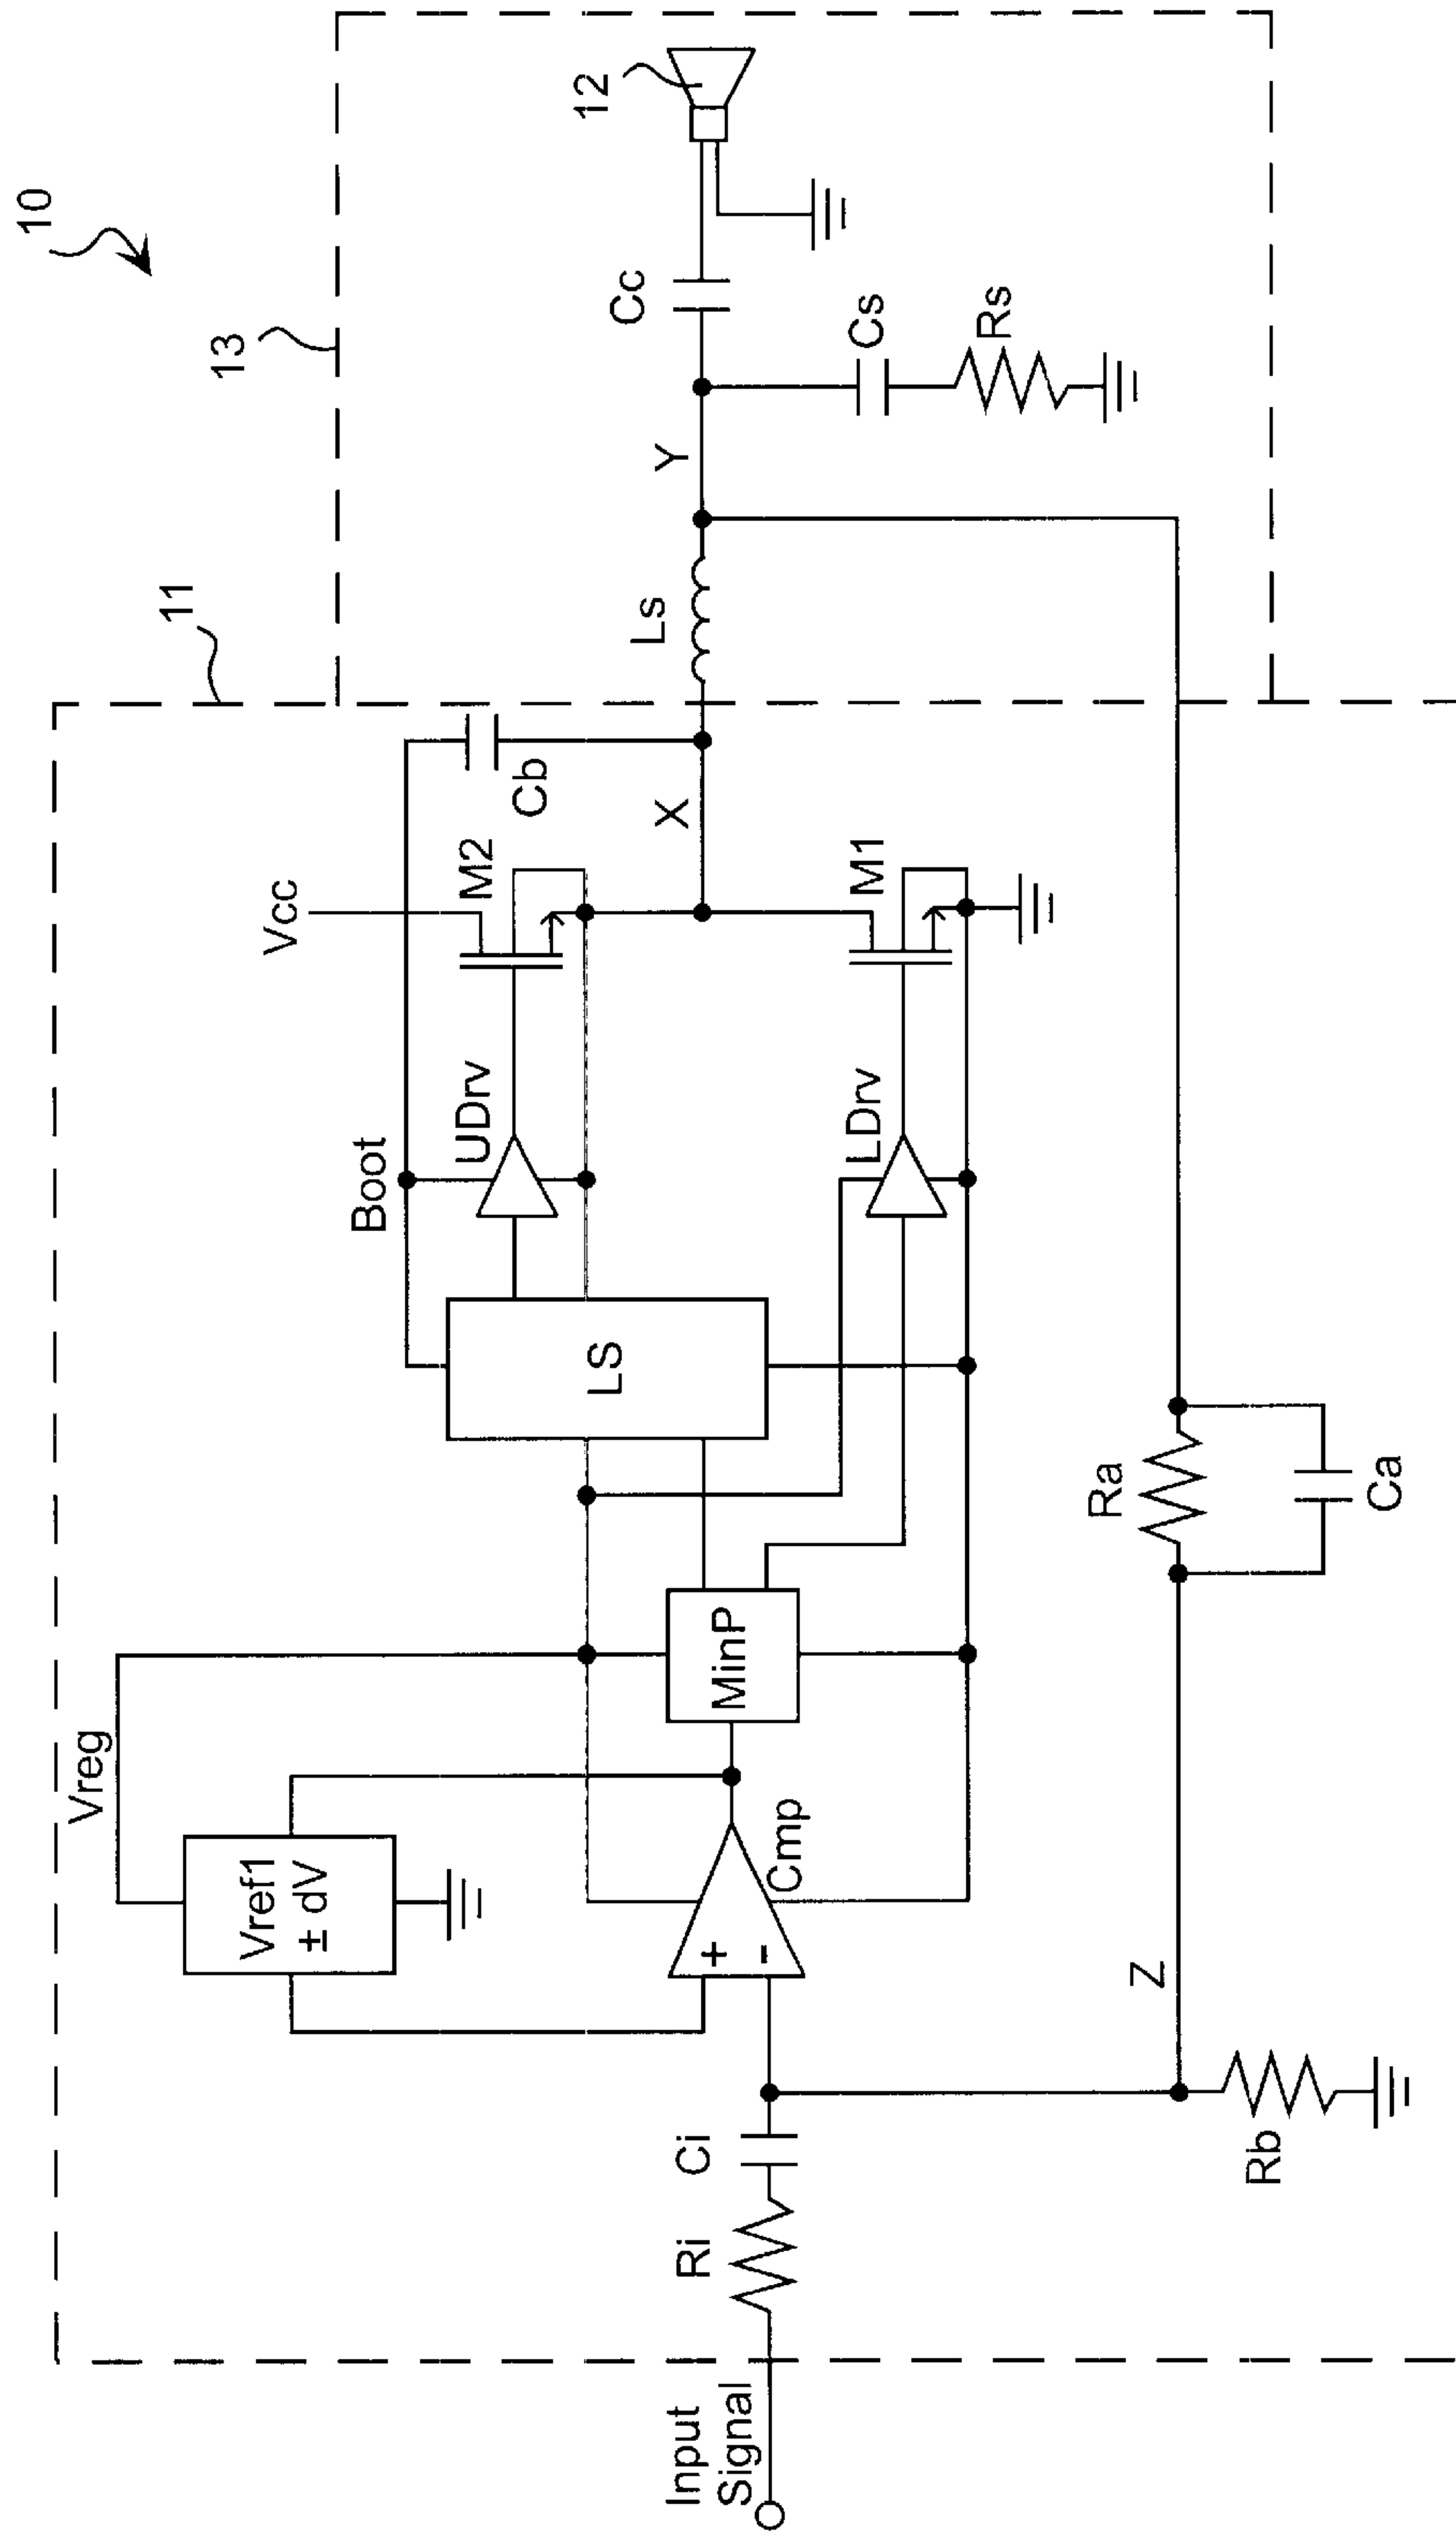 10
13
11
12
Vcc
Vreg
Boot
M2
Cb
Cc
Vref1
± dV
UDrv
Ls
X
Y
LS
MinP
+
-
Cmp
LDrv
M1
Cs
Rs
Input
Signal
Ri
Ci
Z
Ra
Ca
Rb